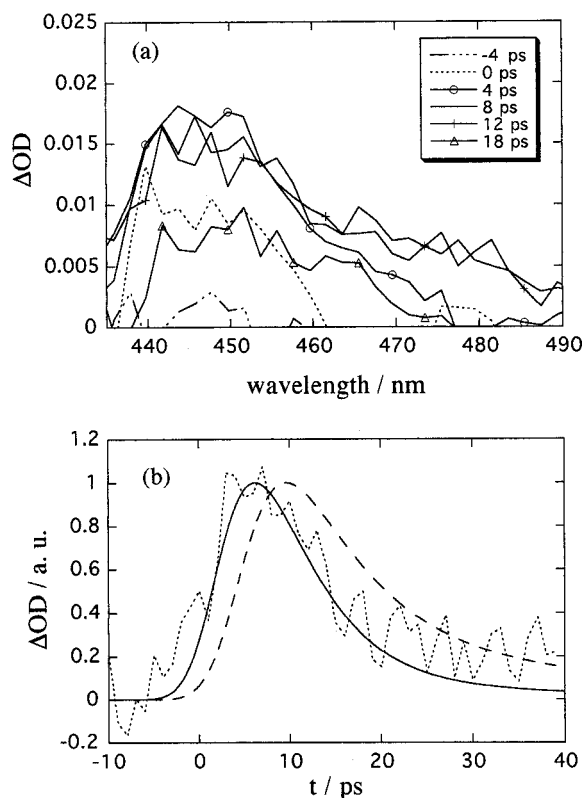 (a)
0.025
0.02
0.015
0.01
0.005
0
ΔOD
-4 ps
0 ps
4 ps
8 ps
12 ps
18 ps
440 450 460 470 480 490
wavelength / nm
(b)
1.2
1
0.8
0.6
0.4
0.2
0
-0.2
ΔOD / a. u.
-10 0 10 20 30 40
t / ps